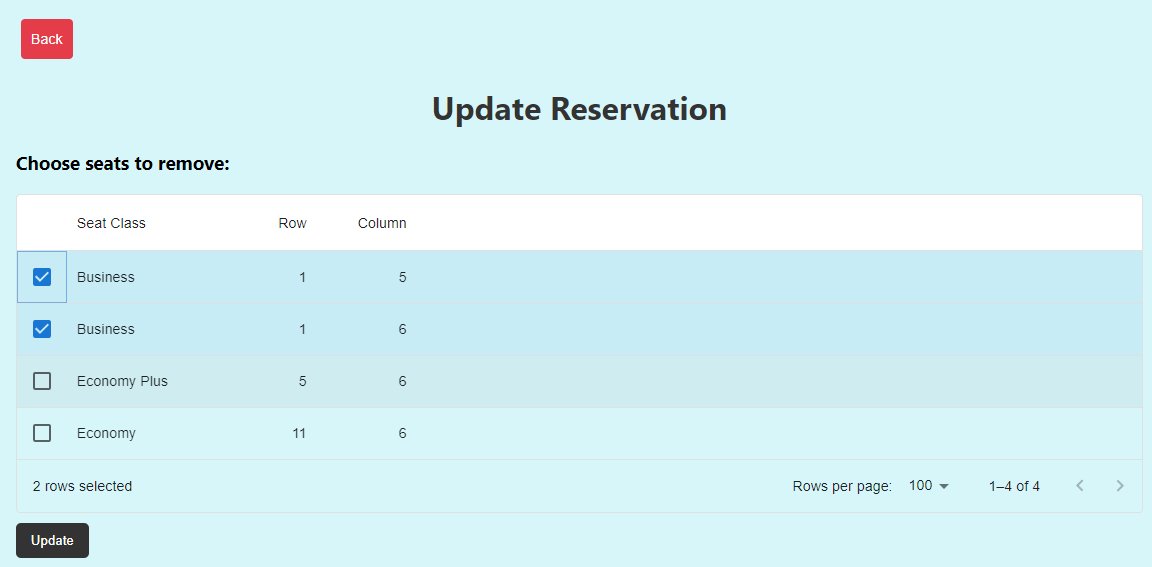 Back
Update Reservation
Choose seats to remove:
Seat Class Row Column
Business 1 5
Business 1 6
Economy Plus 5 6
Economy 11 6
2 rows selected Rows per page: 100 1–4 of 4
Update